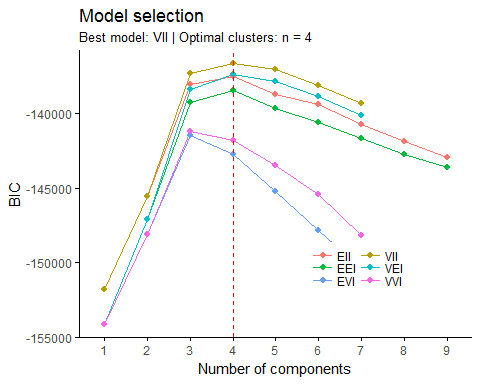 Model selection
Best model: VII | Optimal clusters: n = 4
BIC
-140000
-145000
-150000
-155000
EII VII
EEI VEI
EVI VVI
1 2 3 4 5 6 7 8 9
Number of components